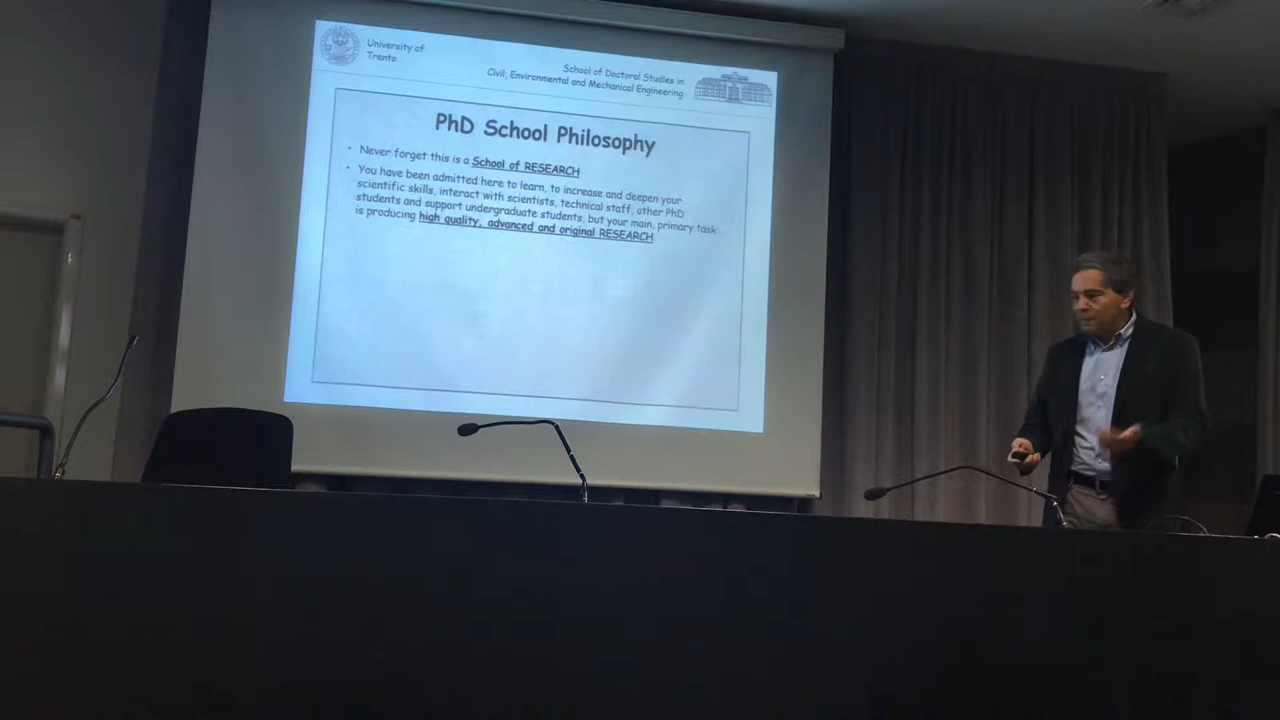 University of
Trento
School of Doctoral Studies in
Civil, Environmental and Mechanical Engineering
PhD School Philosophy
• Never forget this is a School of RESEARCH
• You have been admitted here to learn, to increase and deepen your
scientific skills, interact with scientists, technical staff, other PhD
students and support undergraduate students, but your main, primary task
is producing high quality, advanced and original RESEARCH